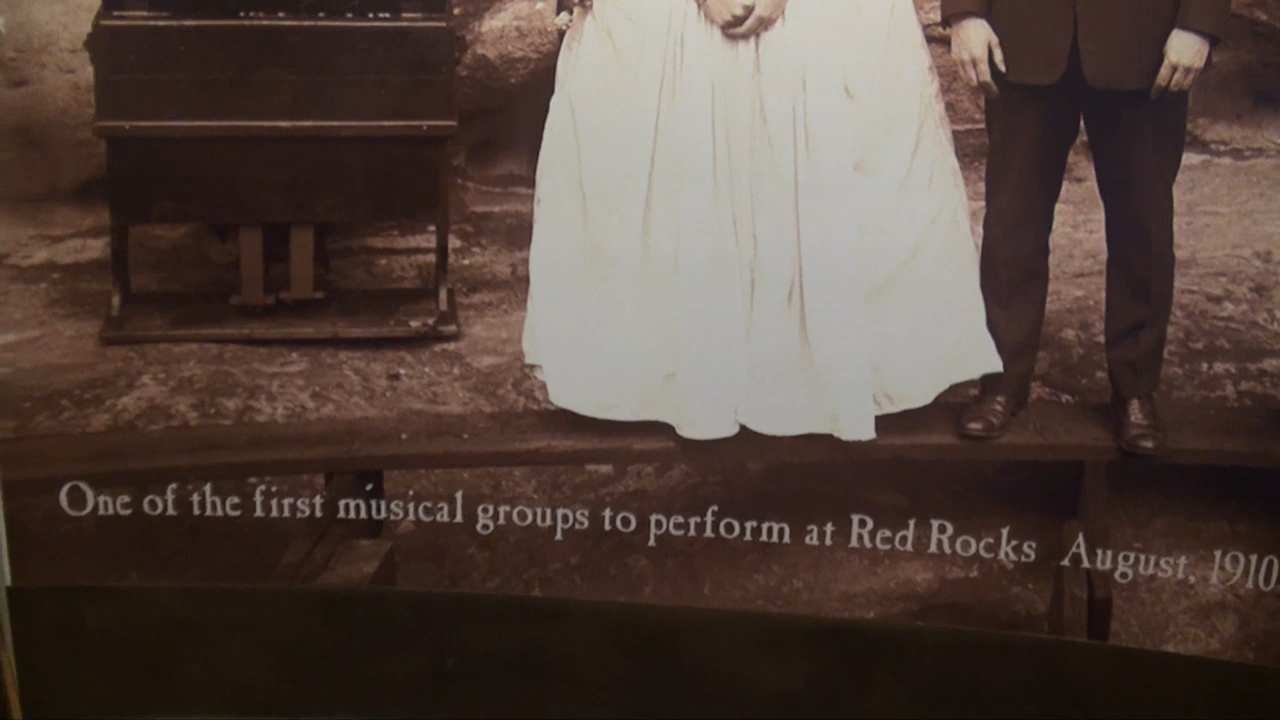 One of the first musical groups to perform at Red Rocks August, 1910